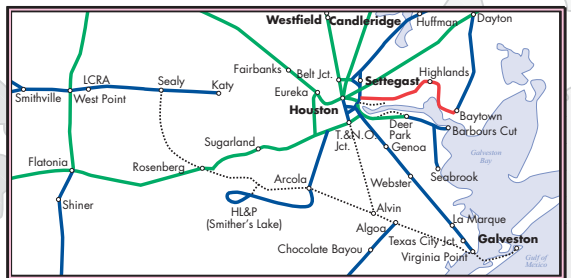 Westfield
Candleridge
Huffman
Dayton
Fairbanks
Belt Jct.
Settegast
Highlands
LCRA
Sealy
Katy
Eureka
Smithville
West Point
Houston
Baytown
Deer
Park
Barbours Cut
T.&N.O.
Jct.
Genoa
Sugarland
Galveston
Bay
Flatonia
Rosenberg
Arcola
Webster
Seabrook
Shiner
HL&P
(Smither's Lake)
Alvin
La Marque
Algoa
Texas City Jct.
Galveston
Chocolate Bayou
Virginia Point
Gulf of
Mexico